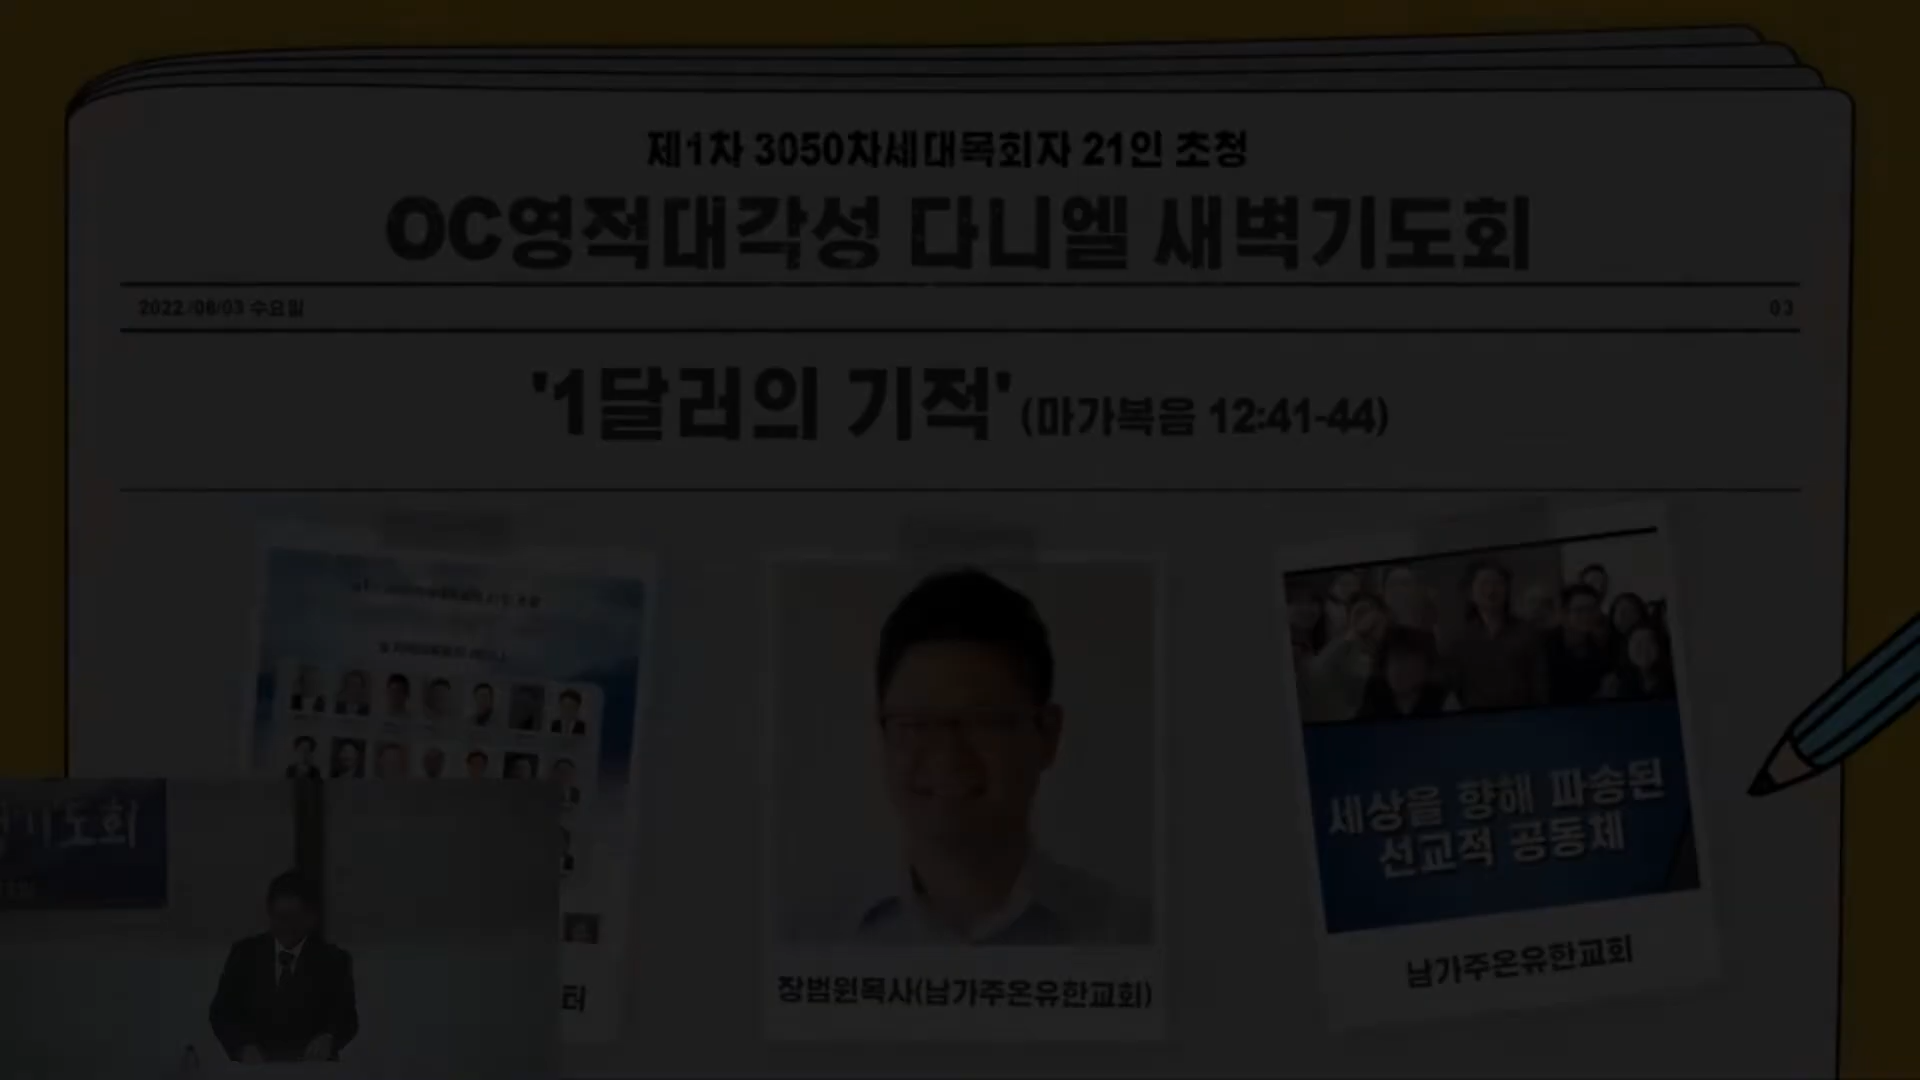 제1차 3050차세대목회자 21인 초청
OC영적대각성 다니엘 새벽기도회
2022/08/03 수요일
03
'1달러의 기적' (마가복음 12:41-44)
세상을 향해 파송된
선교적 공동체
기도회
터
장범원목사(남가주온유한교회)
남가주온유한교회